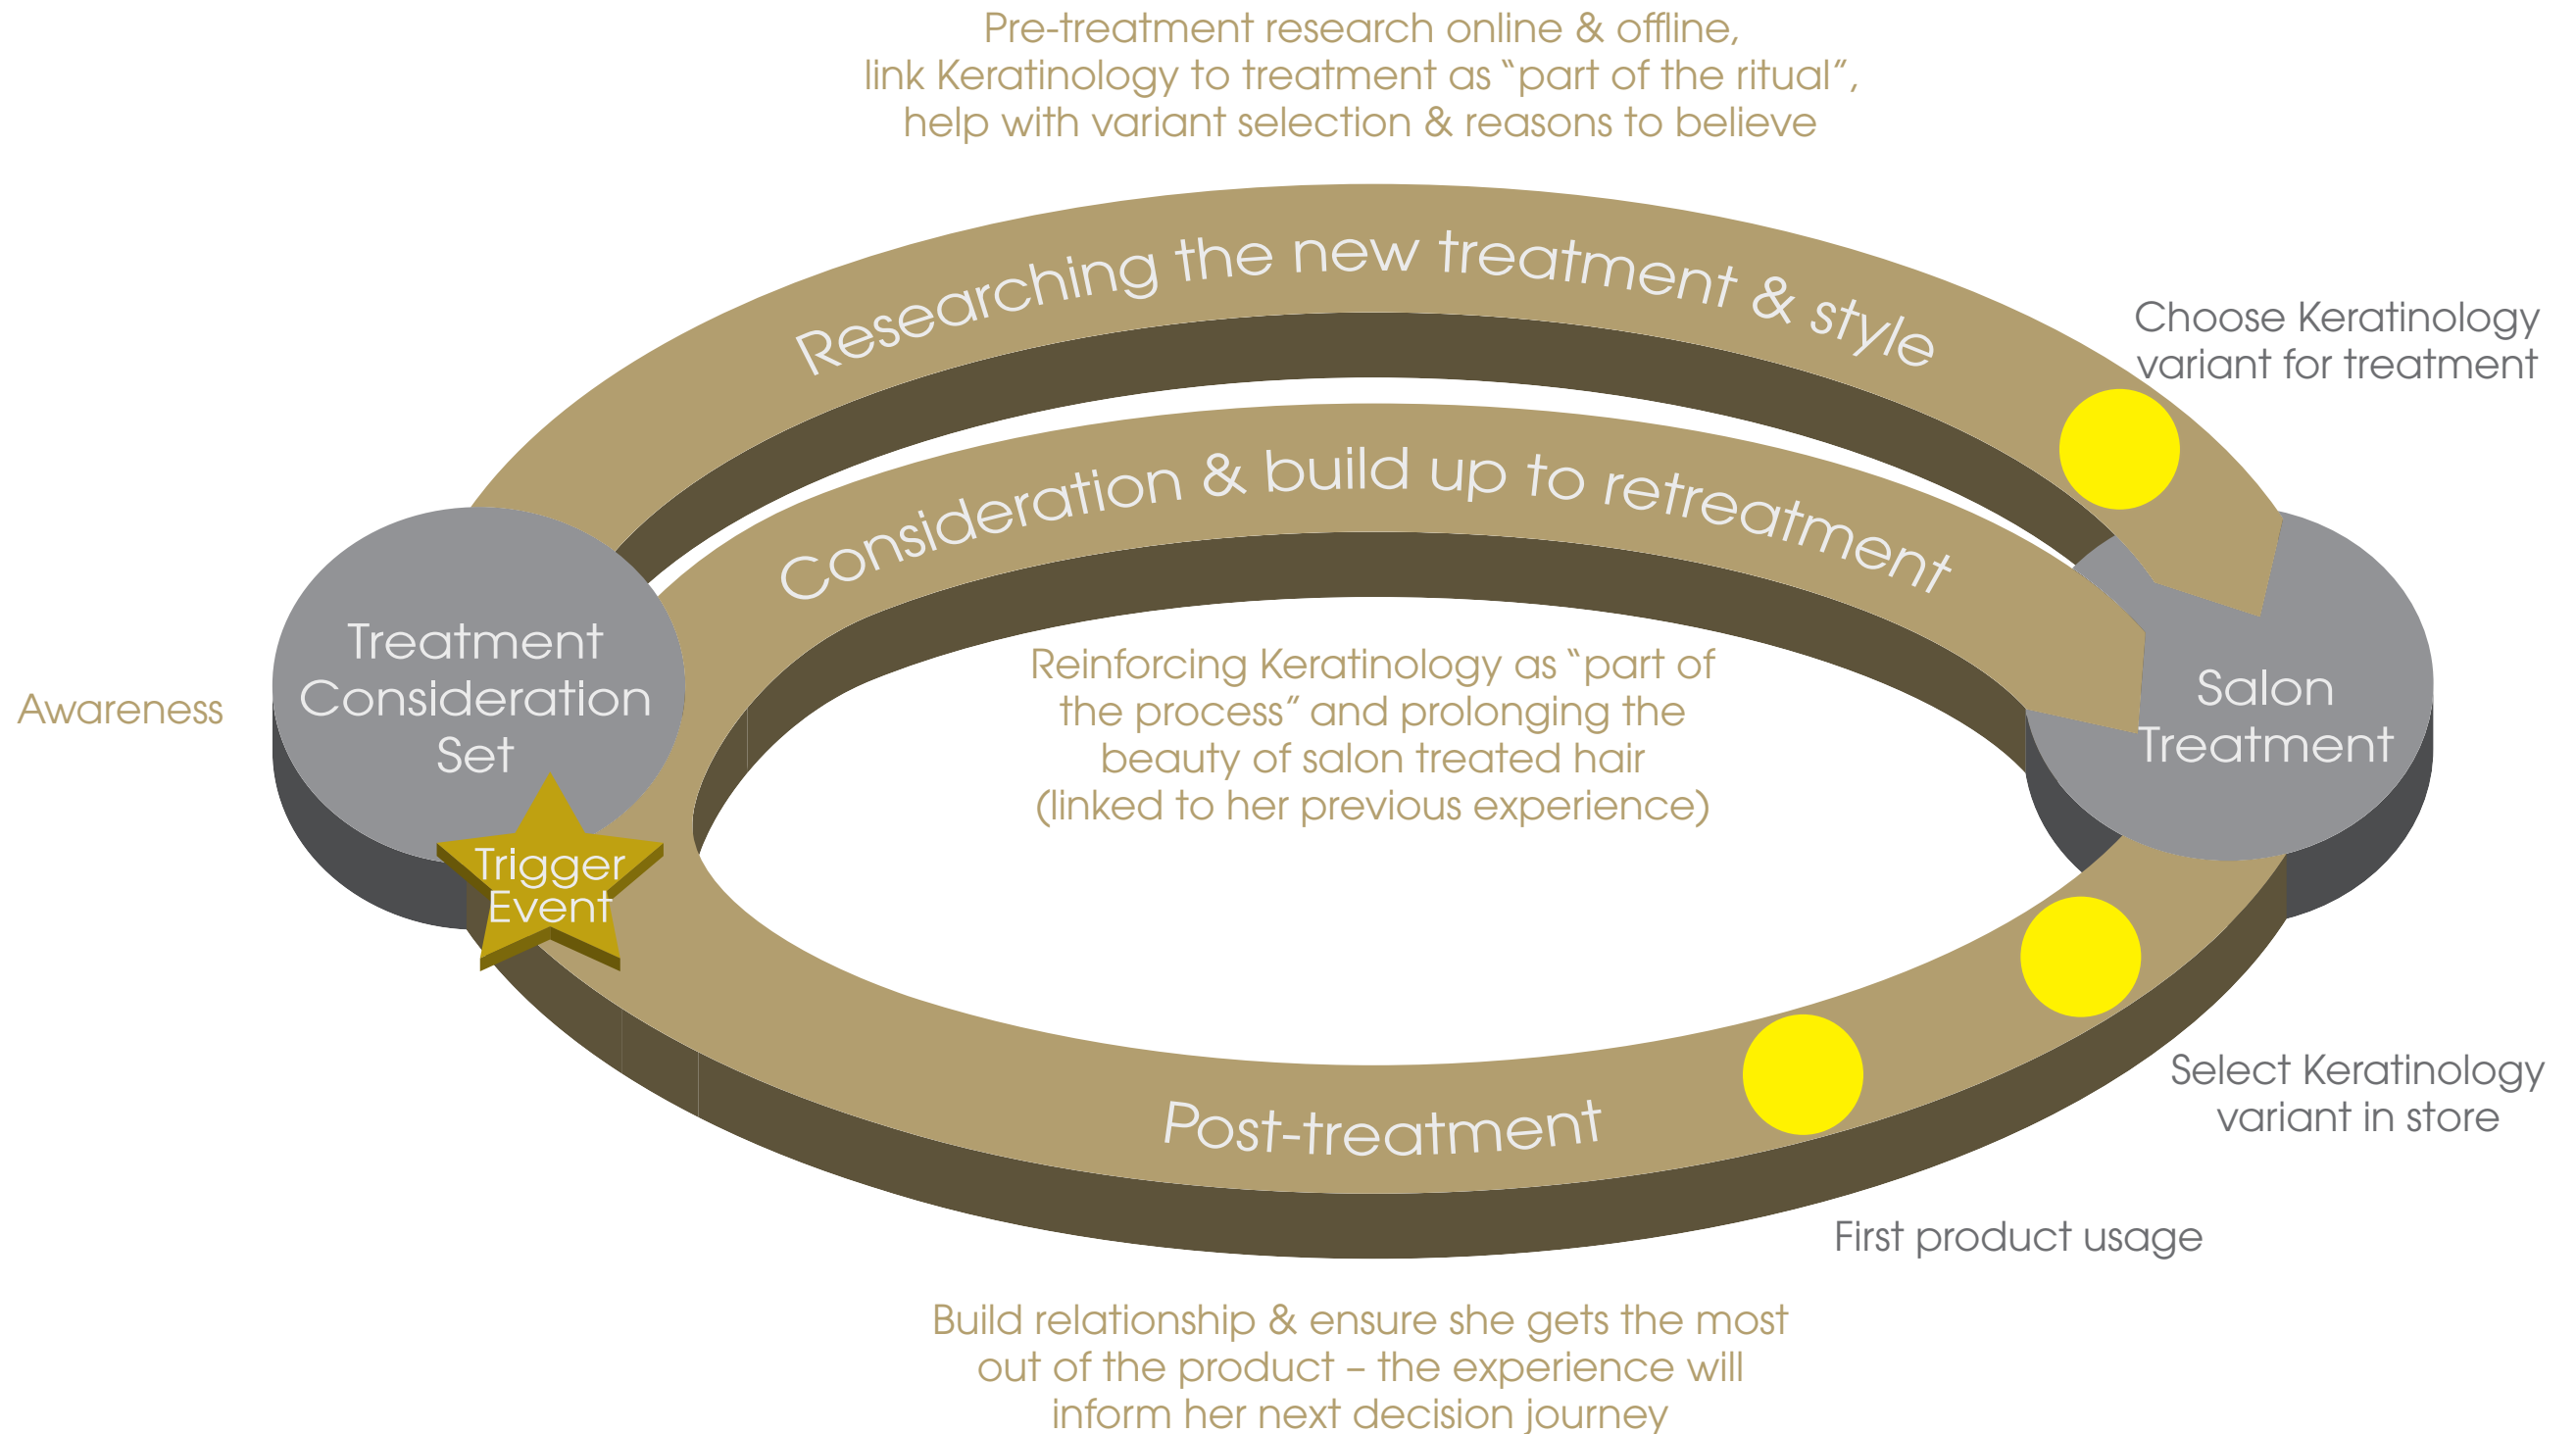 Pre-treatment research online & offline,
link Keratinology to treatment as “part of the ritual”,
help with variant selection & reasons to believe
Researching the new treatment & style
Choose Keratinology
variant for treatment
Consideration & build up to retreatment
Treatment
Consideration
Set
Awareness
Trigger
Event
Reinforcing Keratinology as “part of
the process” and prolonging the
beauty of salon treated hair
(linked to her previous experience)
Salon
Treatment
Select Keratinology
variant in store
Post-treatment
First product usage
Build relationship & ensure she gets the most
out of the product – the experience will
inform her next decision journey